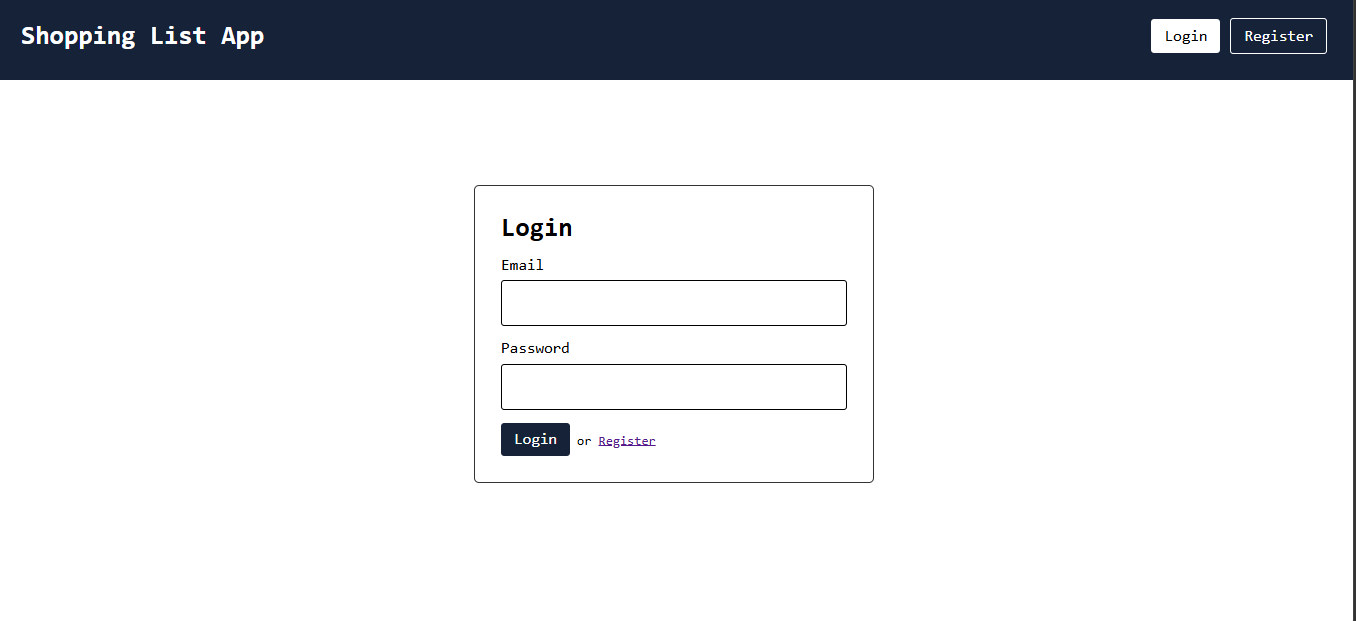 Shopping List App
Login
Register
Login
Email
Password
Login or Register